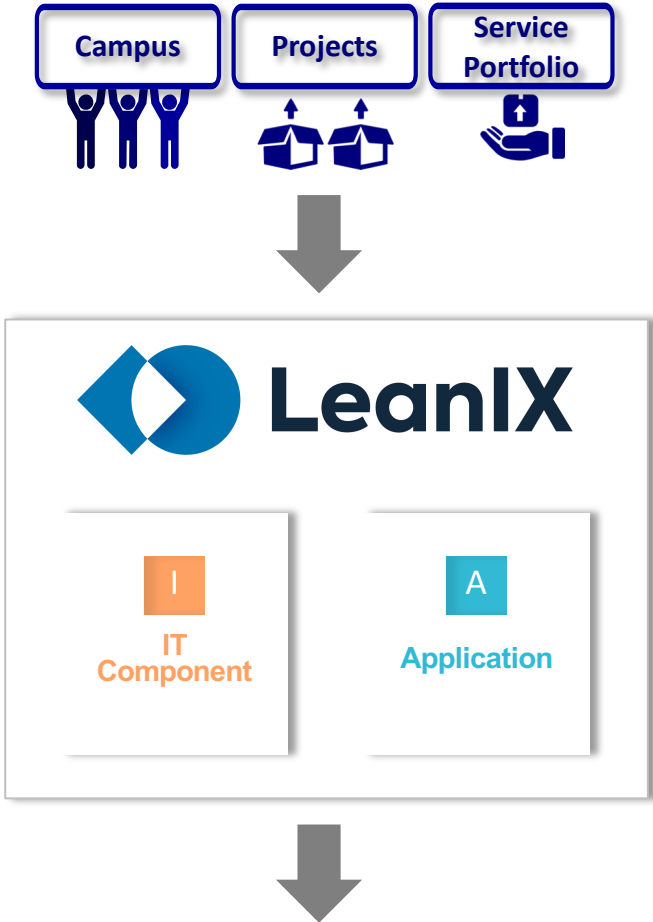 Campus
Projects
Service
Portfolio
LeanIX
I
A
IT
Component
Application